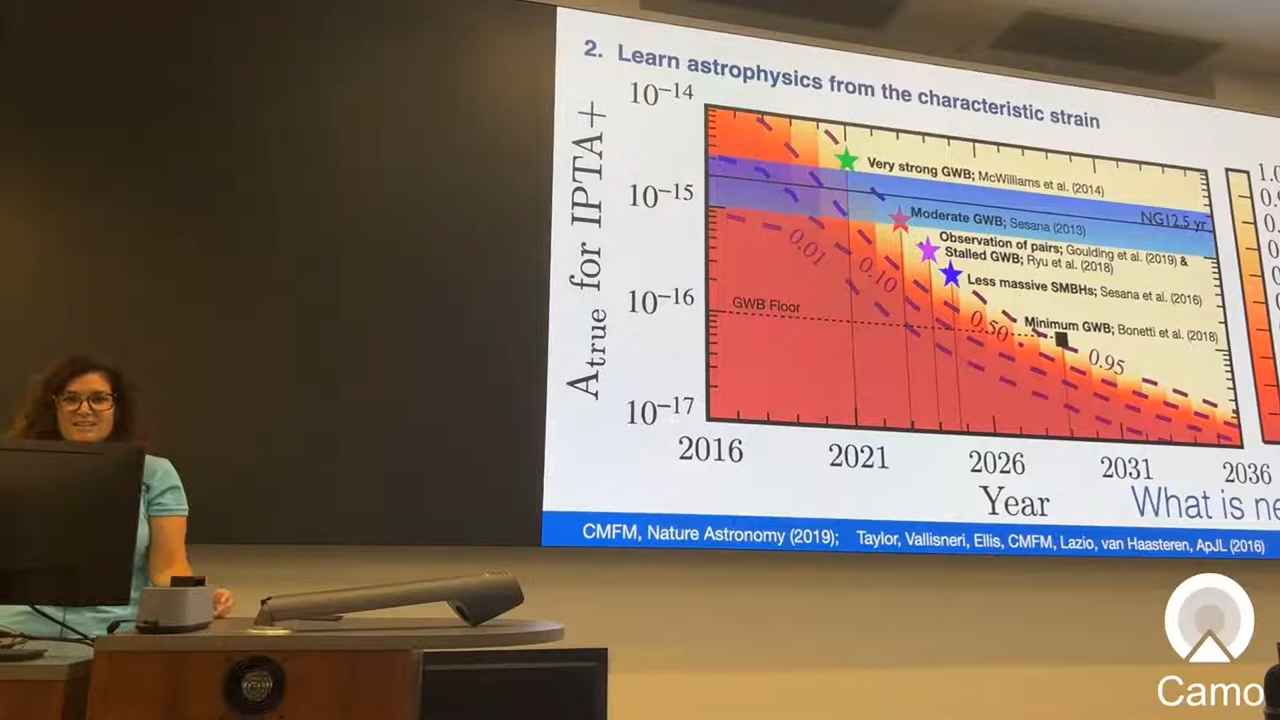 2. Learn astrophysics from the characteristic strain
10⁻¹⁴
10⁻¹⁵
10⁻¹⁶
10⁻¹⁷
A_true for IPTA+
Very strong GWB; McWilliams et al. (2014)
NG12.5 yr
Moderate GWB; Sesana (2013)
Observation of pairs; Goulding et al. (2019) &
Stalled GWB; Ryu et al. (2018)
Less massive SMBHs; Sesana et al. (2016)
GWB Floor
Minimum GWB; Bonetti et al. (2018)
0.01
0.10
0.50
0.95
1.0
2016 2021 2026 2031 2036
Year
What is ne
CMFM, Nature Astronomy (2019); Taylor, Vallisneri, Ellis, CMFM, Lazio, van Haasteren, ApJL (2016)
Camo